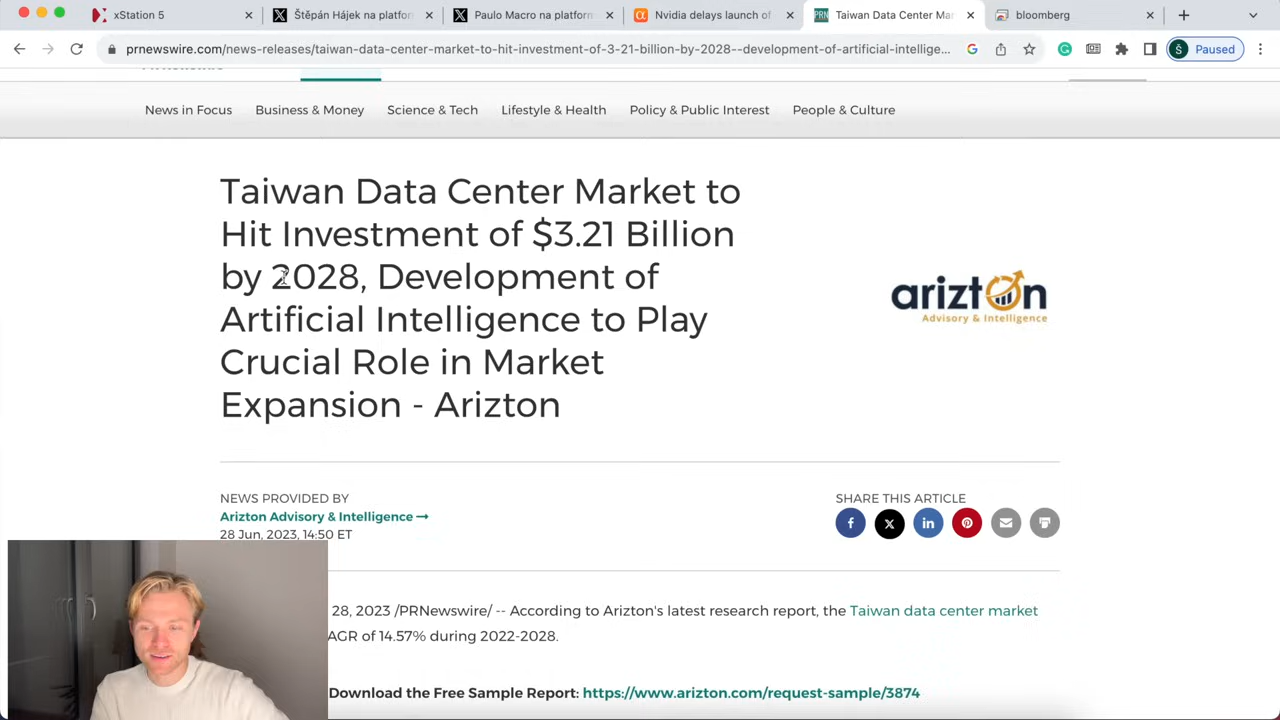 xStation 5
Štěpán Hájek na platfor
Paulo Macro na platform
Nvidia delays launch of
PRN
Taiwan Data Center Mar
bloomberg
prnewswire.com/news-releases/taiwan-data-center-market-to-hit-investment-of-3-21-billion-by-2028--development-of-artificial-intellige...
Š
Paused
News in Focus
Business & Money
Science & Tech
Lifestyle & Health
Policy & Public Interest
People & Culture
Taiwan Data Center Market to
Hit Investment of $3.21 Billion
by 2028, Development of
Artificial Intelligence to Play
Crucial Role in Market
Expansion - Arizton
arizton
Advisory & Intelligence
NEWS PROVIDED BY
Arizton Advisory & Intelligence
28 Jun, 2023, 14:50 ET
SHARE THIS ARTICLE
28, 2023 /PRNewswire/ -- According to Arizton's latest research report, the Taiwan data center market
AGR of 14.57% during 2022-2028.
Download the Free Sample Report: https://www.arizton.com/request-sample/3874